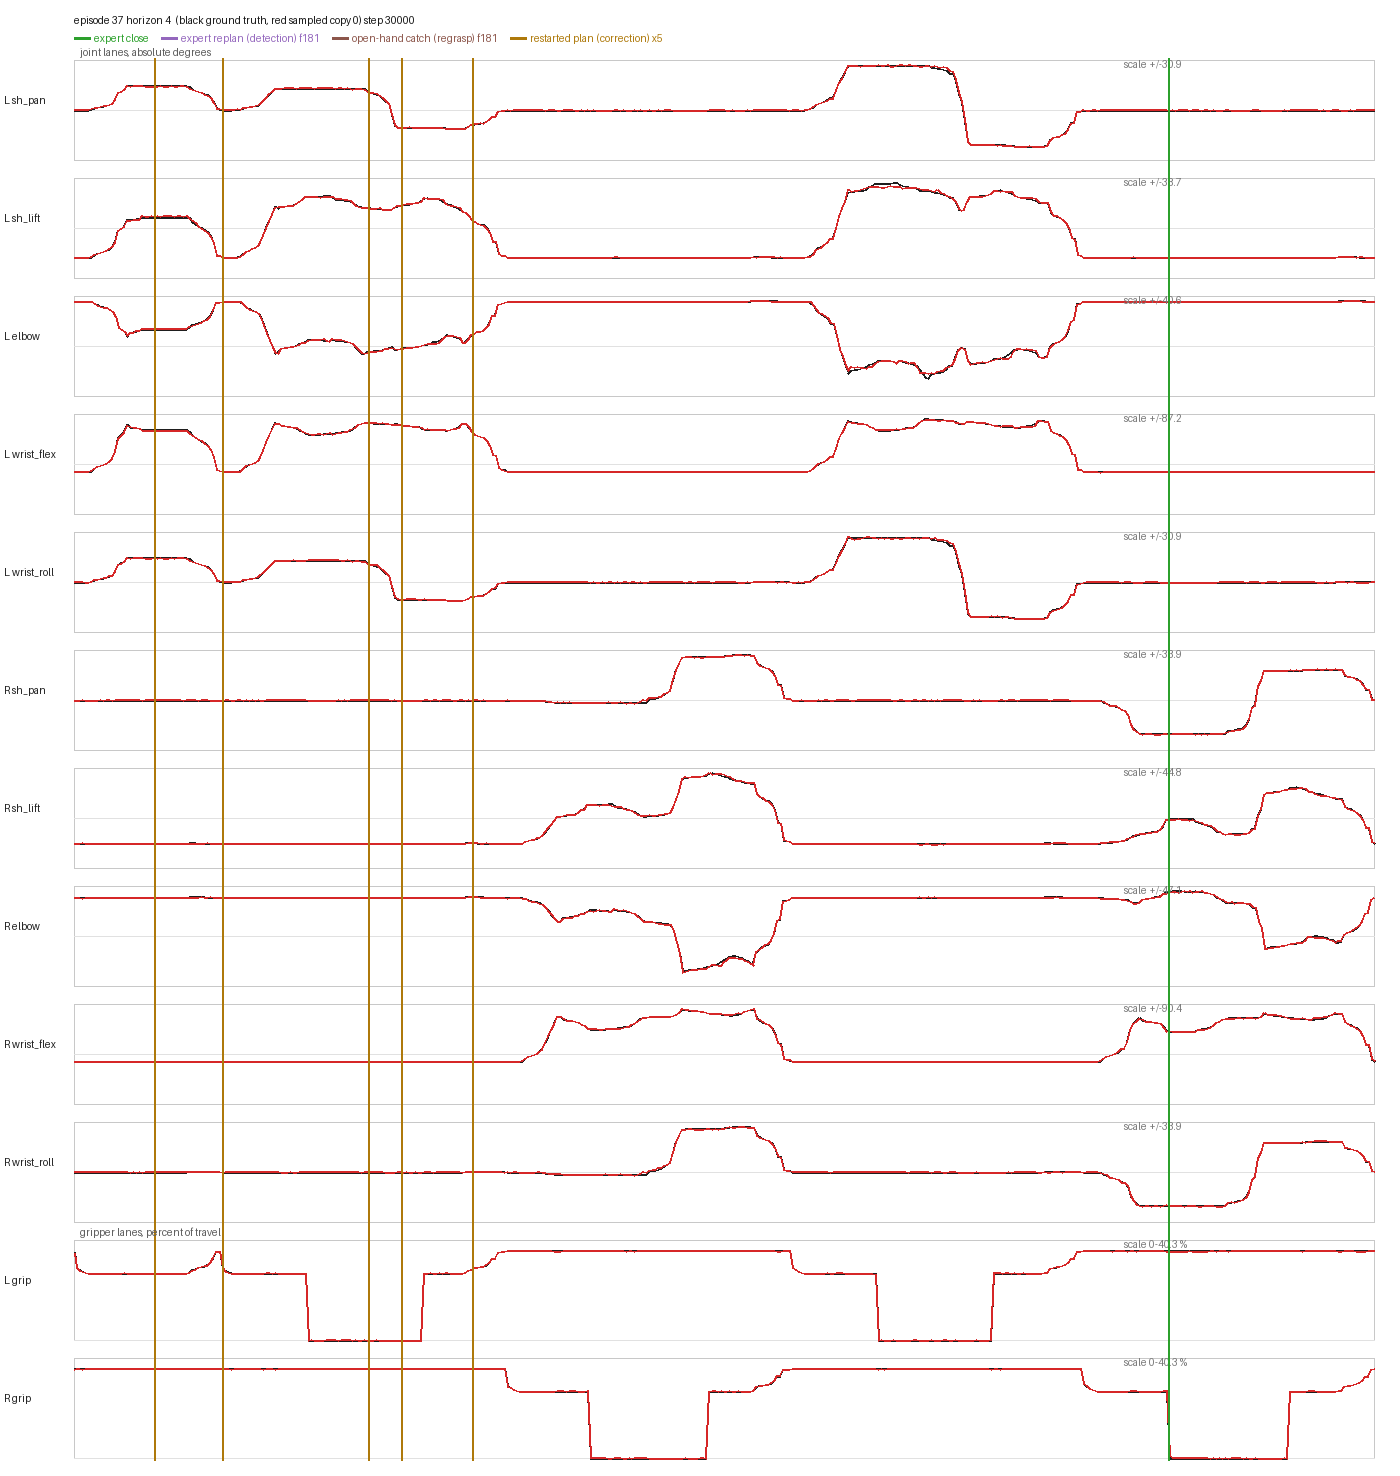 episode 37 horizon 4 (black ground truth, red sampled copy 0) step 30000
expert close expert replan (detection) f181 open-hand catch (regrasp) f181 restarted plan (correction) x5
joint lanes, absolute degrees
L sh_pan scale +/-30.9
L sh_lift scale +/-38.7
L elbow
L wrist_flex scale +/-87.2
L wrist_roll scale +/-30.9
R sh_pan scale +/-38.9
R sh_lift scale +/-44.8
R elbow
R wrist_flex scale +/-90.4
R wrist_roll scale +/-38.9
gripper lanes, percent of travel
L grip scale 0-40.3 %
R grip scale 0-40.3 %